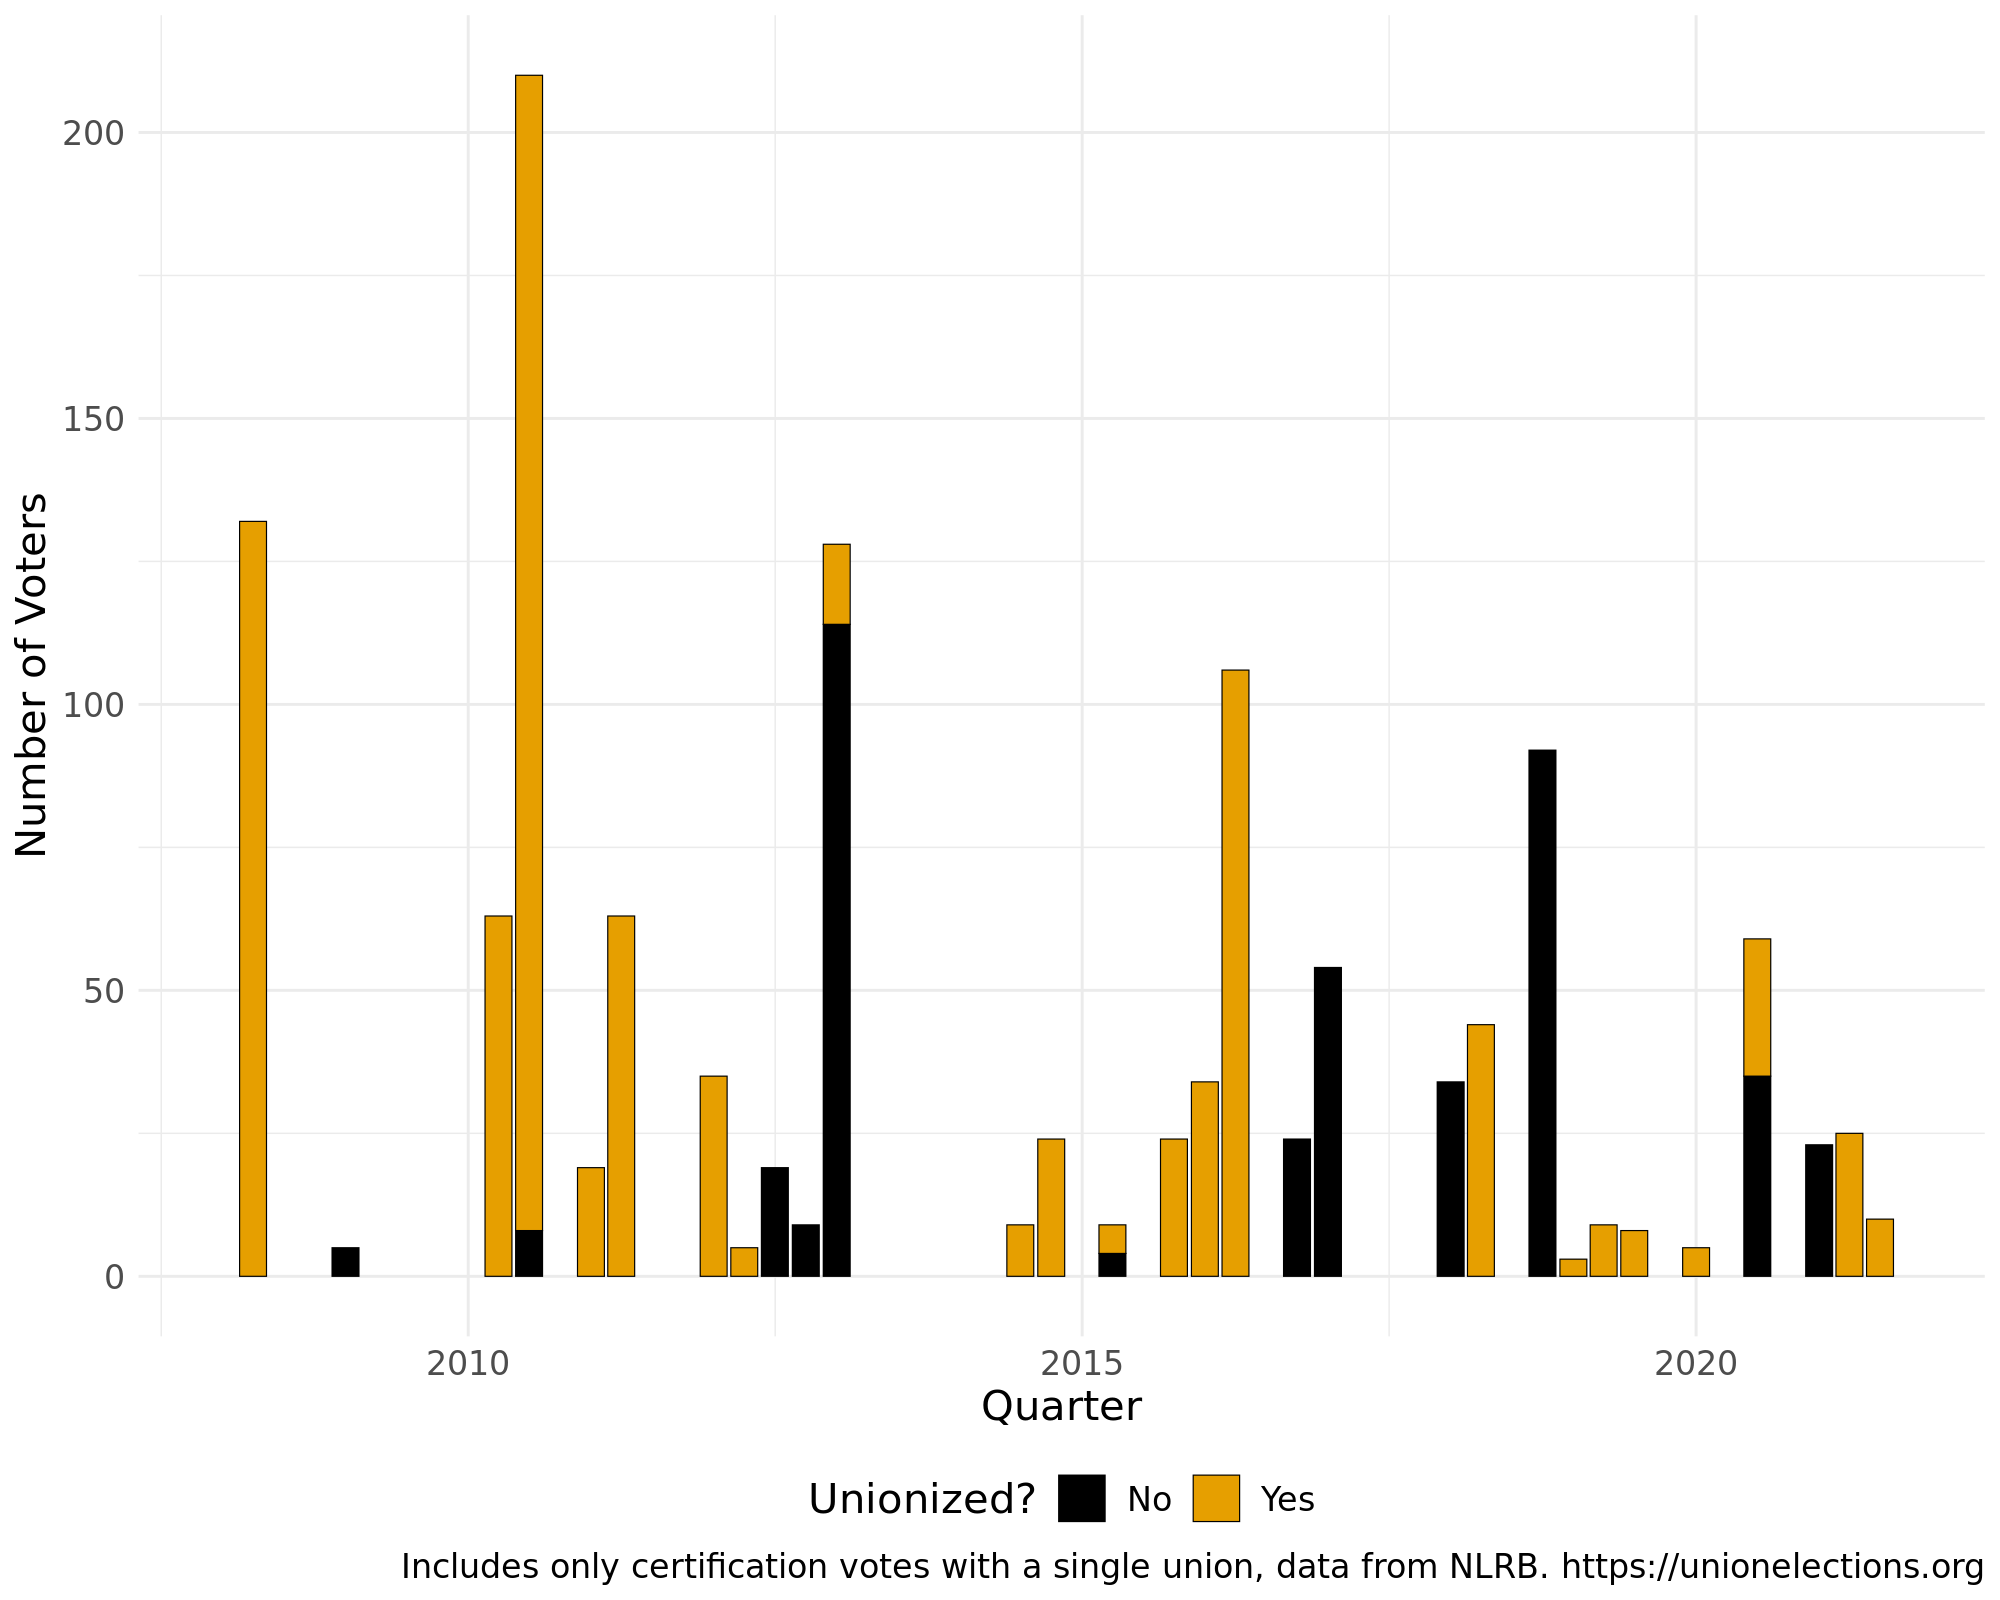 200
150
100
50
0
Number of Voters
2010 2015 2020
Quarter
Unionized? No Yes
Includes only certification votes with a single union, data from NLRB. https://unionelections.org